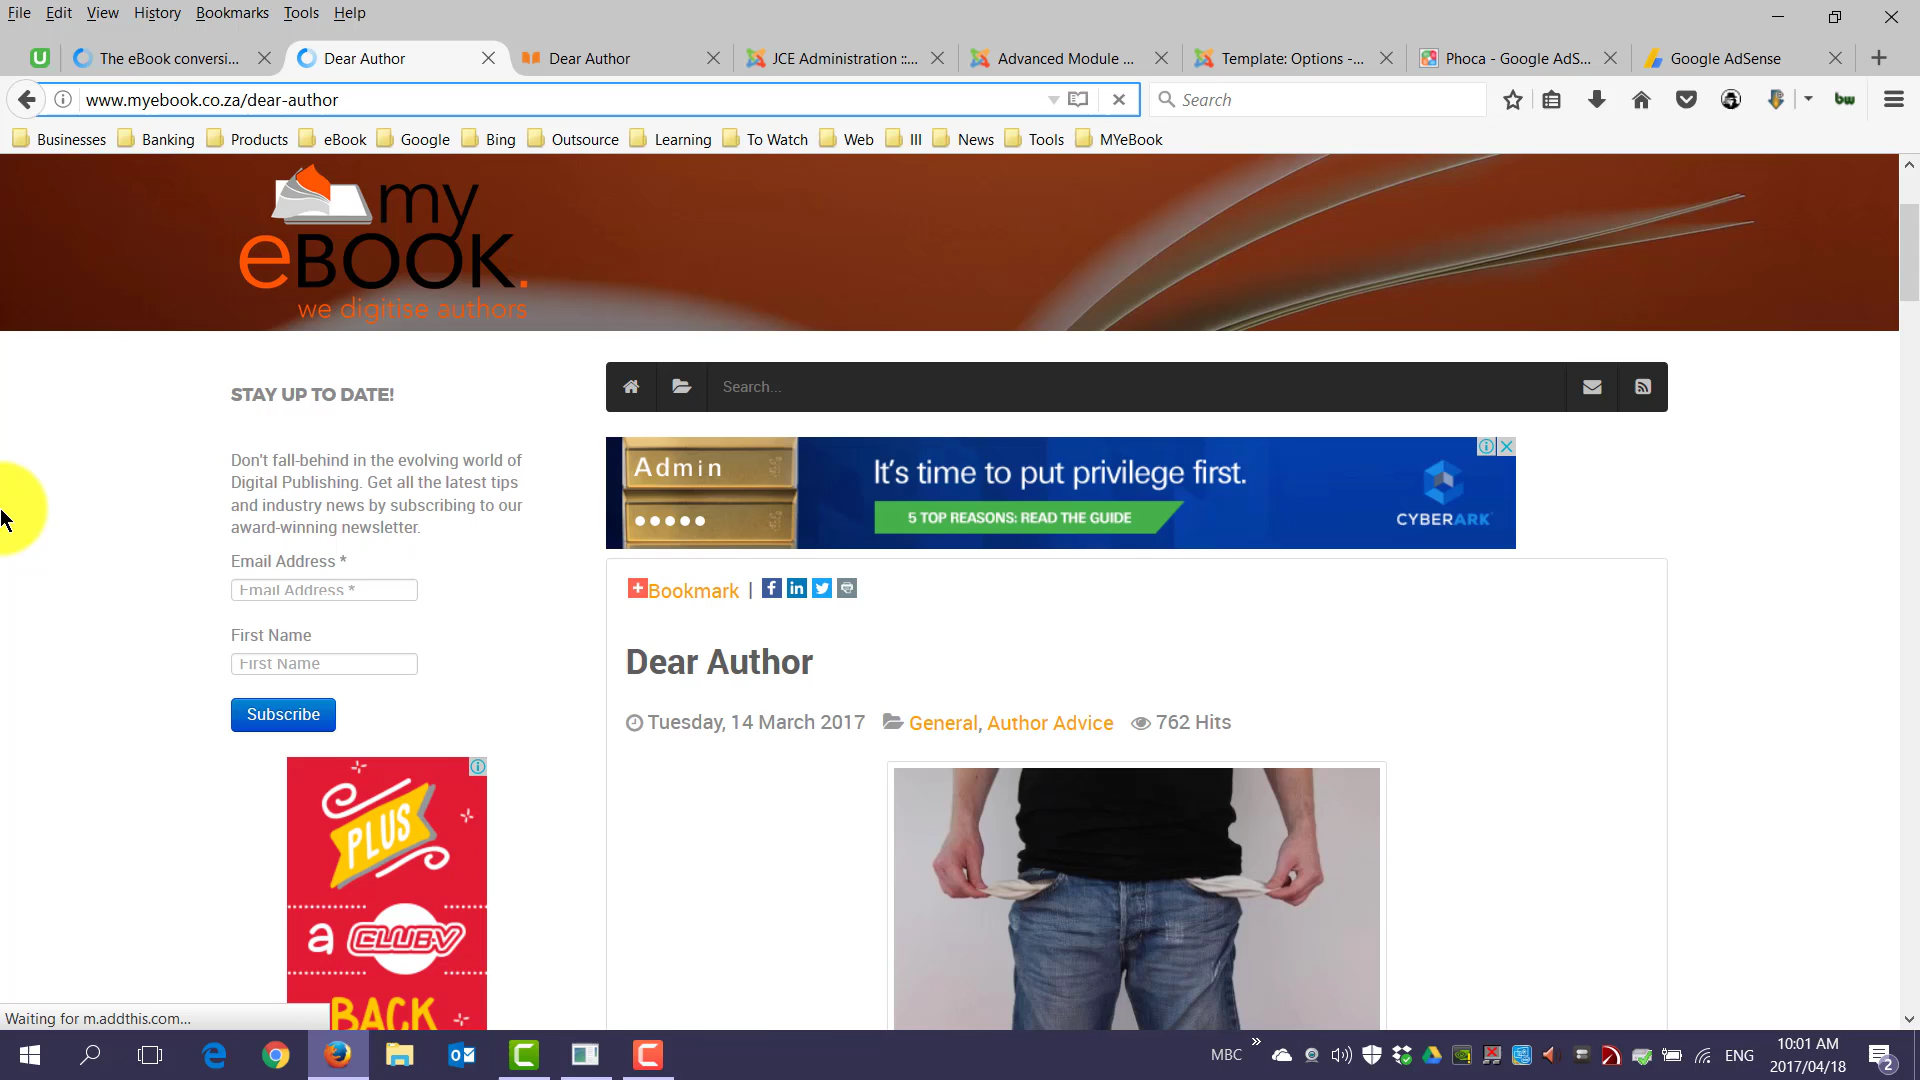 File Edit View History Bookmarks Tools Help
The eBook conversi... Dear Author Dear Author JCE Administration ::... Advanced Module ... Template: Options -... Phoca - Google AdS... Google AdSense
www.myebook.co.za/dear-author Search
Businesses Banking Products eBook Google Bing Outsource Learning To Watch Web III News Tools MYeBook
my
eBOOK.
we digitise authors
STAY UP TO DATE!
Don't fall-behind in the evolving world of
Digital Publishing. Get all the latest tips
and industry news by subscribing to our
award-winning newsletter.
Email Address *
Email Address *
First Name
First Name
Subscribe
PLUS
a CLUB V
BACK
Search...
Admin
It's time to put privilege first.
5 TOP REASONS: READ THE GUIDE
CYBERARK
Bookmark |
Dear Author
Tuesday, 14 March 2017 General, Author Advice 762 Hits
Waiting for m.addthis.com...
MBC ENG 10:01 AM
2017/04/18
2